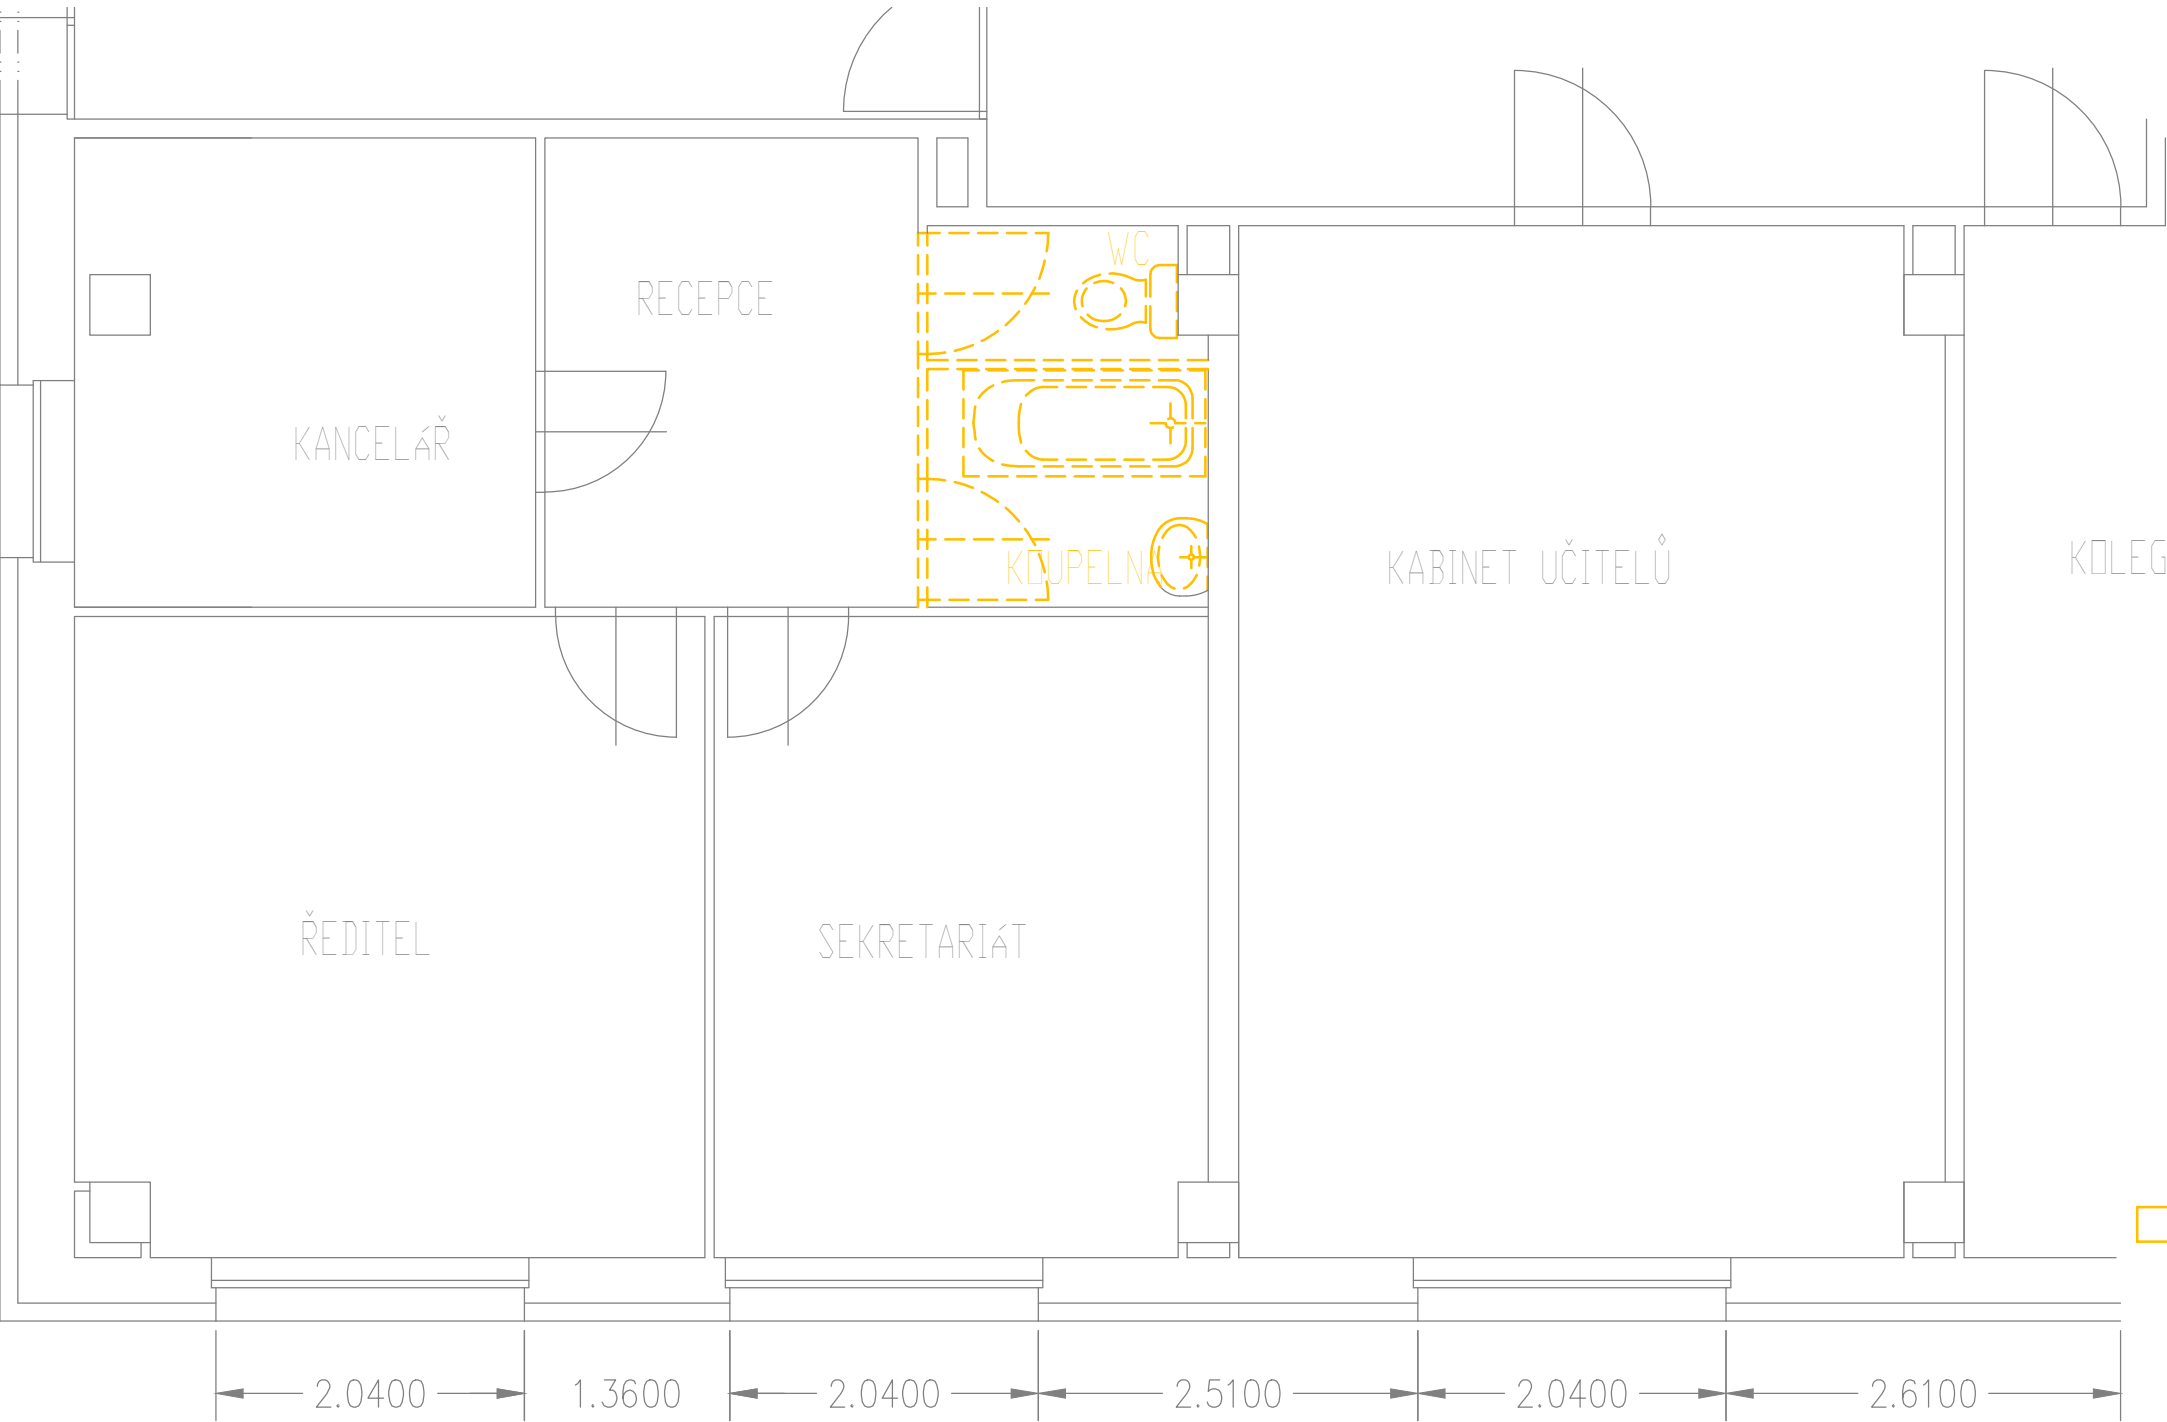 WC
RECEPCE
KANCELÁŘ
KOUPELNA
KABINET UČITELŮ
KOLEG
ŘEDITEL
SEKRETARIÁT
2.0400 1.3600 2.0400 2.5100 2.0400 2.6100